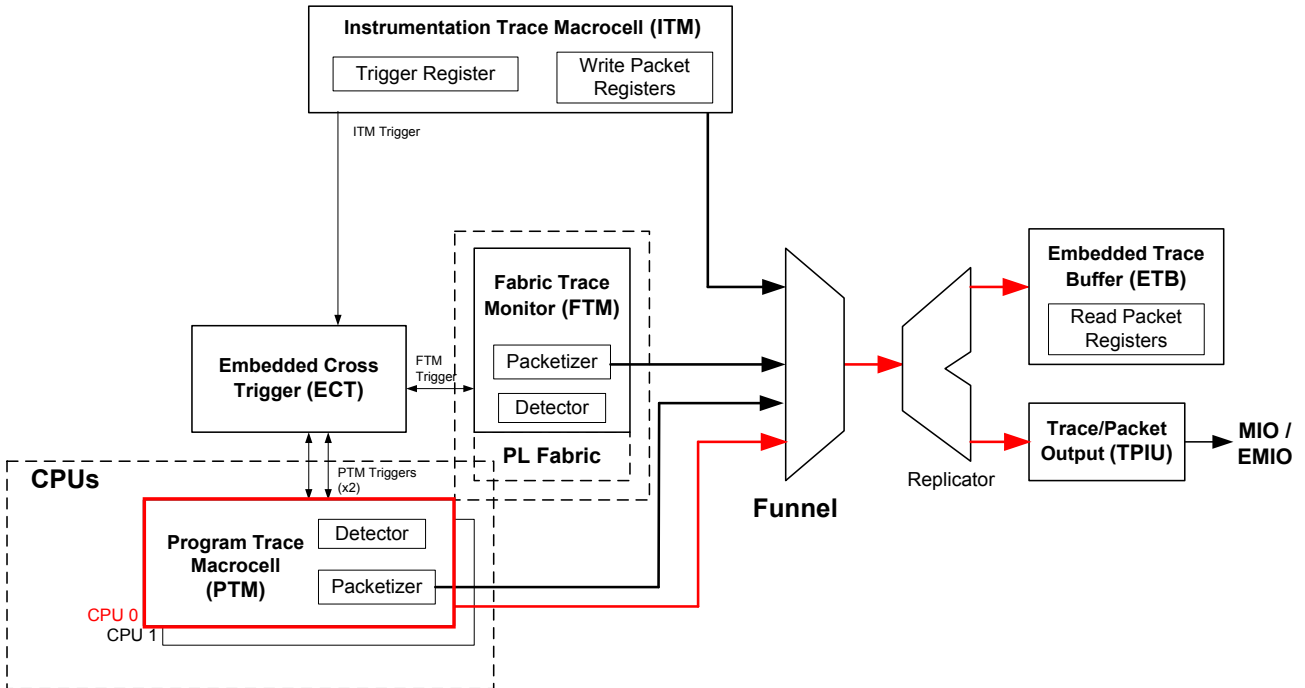 Instrumentation Trace Macrocell (ITM)
Trigger Register
Write Packet
Registers
ITM Trigger
Fabric Trace
Monitor (FTM)
Packetizer
Detector
PL Fabric
FTM
Trigger
Embedded Cross
Trigger (ECT)
PTM Triggers
(x2)
CPUs
Program Trace
Macrocell
(PTM)
Detector
Packetizer
CPU 0
CPU 1
Funnel
Replicator
Embedded Trace
Buffer (ETB)
Read Packet
Registers
Trace/Packet
Output (TPIU)
MIO /
EMIO